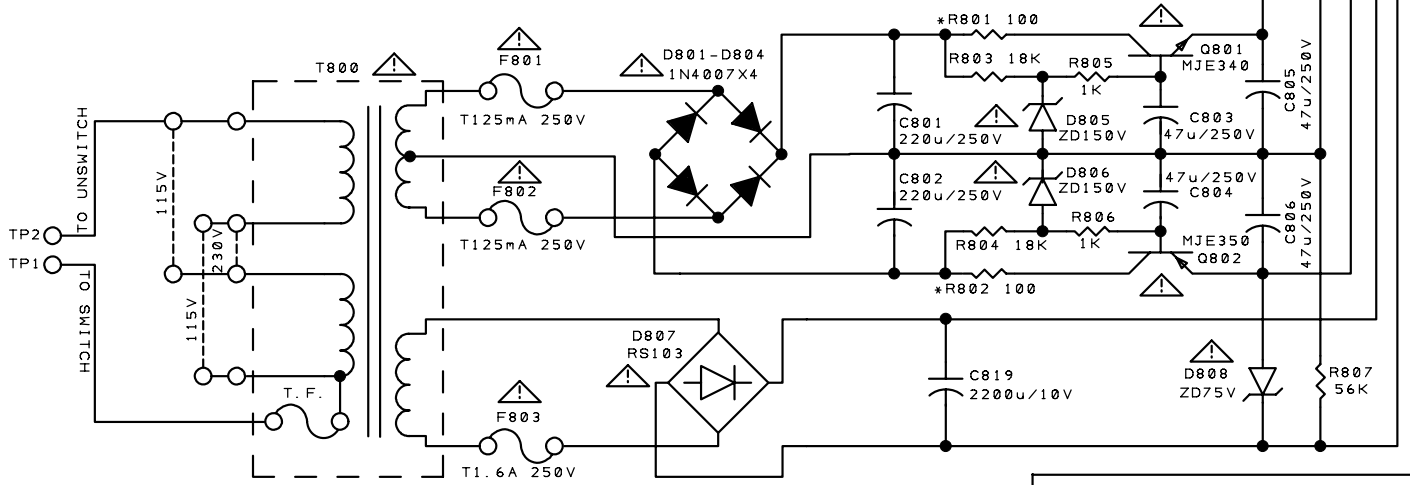 *R801 100
F801
D801-D804
1N4007X4
T800
R803 18K
R805
1K
Q801
MJE340
C805
47u/250V
T125mA 250V
C801
220u/250V
D805
ZD150V
C803
47u/250V
TO UNSWITCH
115V
F802
C802
220u/250V
D806
ZD150V
47u/250V
C804
C806
47u/250V
TP2
TP1
230V
T125mA 250V
R804 18K
R806
1K
MJE350
Q802
*R802 100
TO SWITCH
115V
D807
RS103
T.F.
F803
C819
2200u/10V
D808
ZD75V
R807
56K
T1.6A 250V